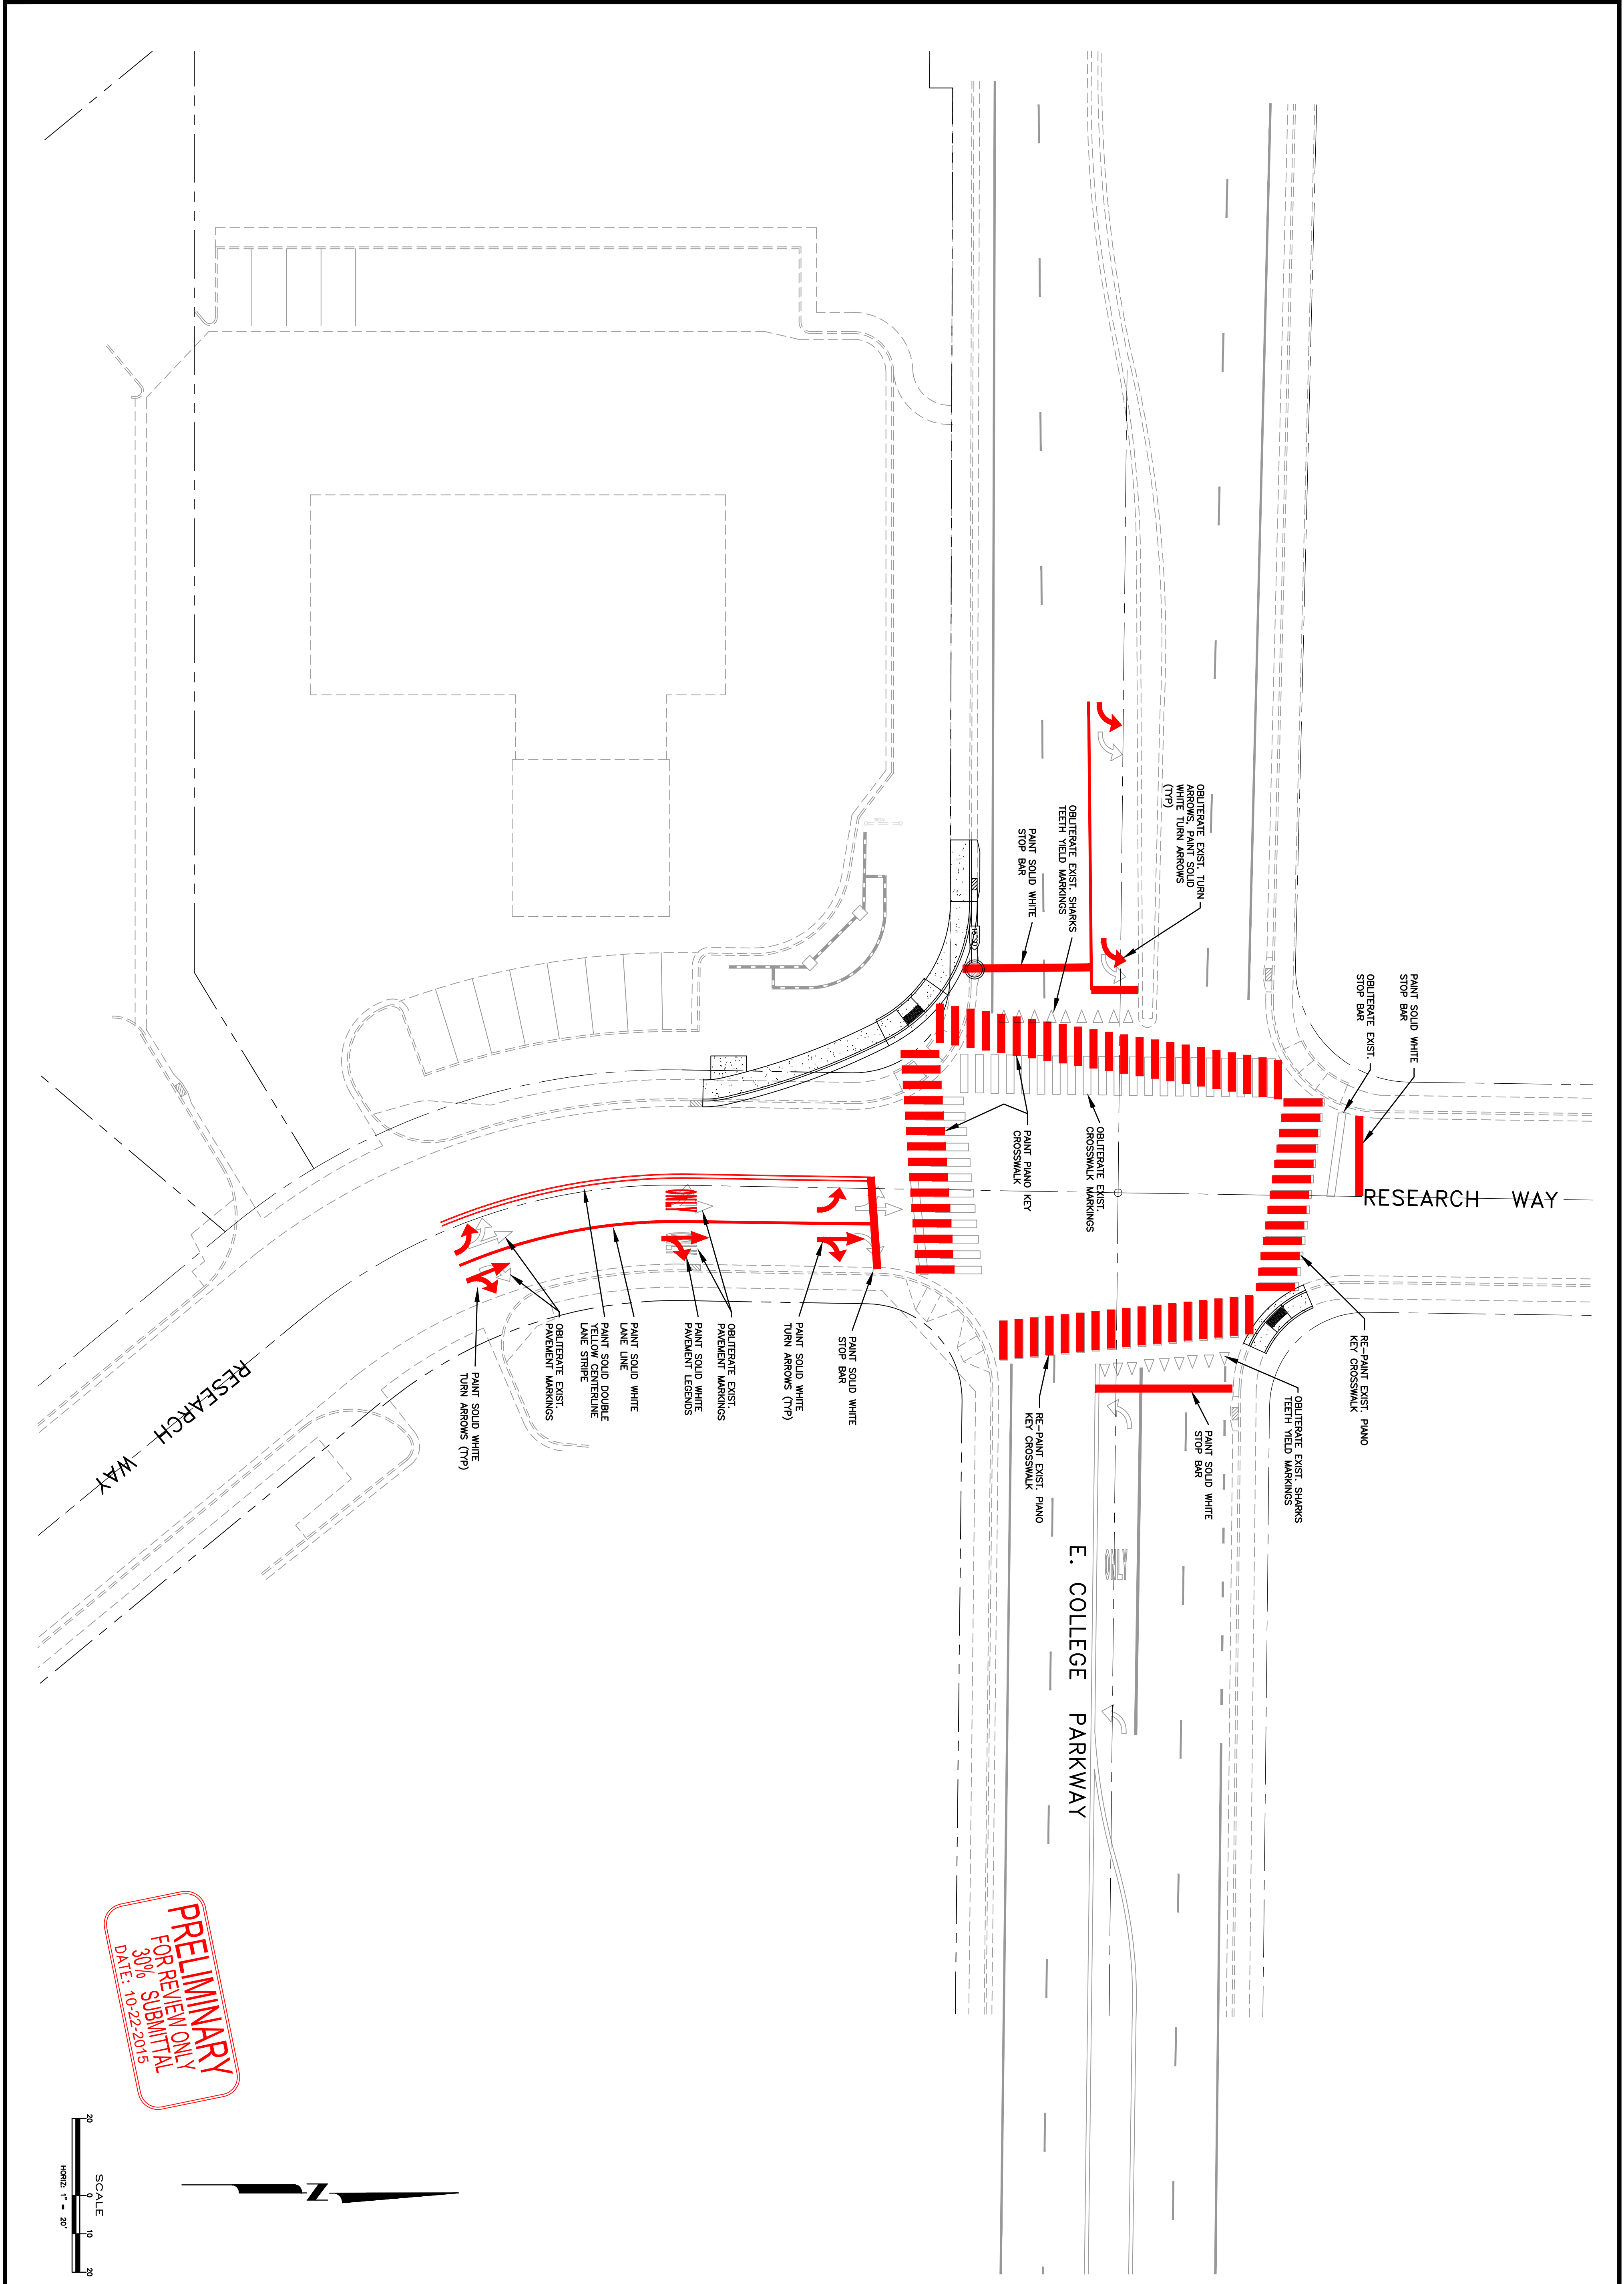 PAINT SOLID WHITE
STOP BAR
OBLITERATE EXIST.
STOP BAR
RESEARCH WAY
RE-PAINT EXIST. PIANO
KEY CROSSWALK
OBLITERATE EXIST. SHARKS
TEETH YIELD MARKINGS
PAINT SOLID WHITE
STOP BAR
OBLITERATE EXIST. TURN
ARROWS, PAINT SOLID
WHITE TURN ARROWS
(TYP)
OBLITERATE EXIST. SHARKS
TEETH YIELD MARKINGS
PAINT SOLID WHITE
STOP BAR
OBLITERATE EXIST.
CROSSWALK MARKINGS
PAINT PIANO KEY
CROSSWALK
RE-PAINT EXIST. PIANO
KEY CROSSWALK
ONLY
E. COLLEGE PARKWAY
PAINT SOLID WHITE
STOP BAR
PAINT SOLID WHITE
TURN ARROWS (TYP)
OBLITERATE EXIST.
PAVEMENT MARKINGS
PAINT SOLID WHITE
PAVEMENT LEGENDS
PAINT SOLID WHITE
LANE LINE
PAINT SOLID DOUBLE
YELLOW CENTERLINE
LANE STRIPE
OBLITERATE EXIST.
PAVEMENT MARKINGS
PAINT SOLID WHITE
TURN ARROWS (TYP)
RESEARCH WAY
PRELIMINARY
FOR REVIEW ONLY
30% SUBMITTAL
DATE: 10-22-2015
Z
SCALE
20 0 10 20
HORIZ: 1" = 20'